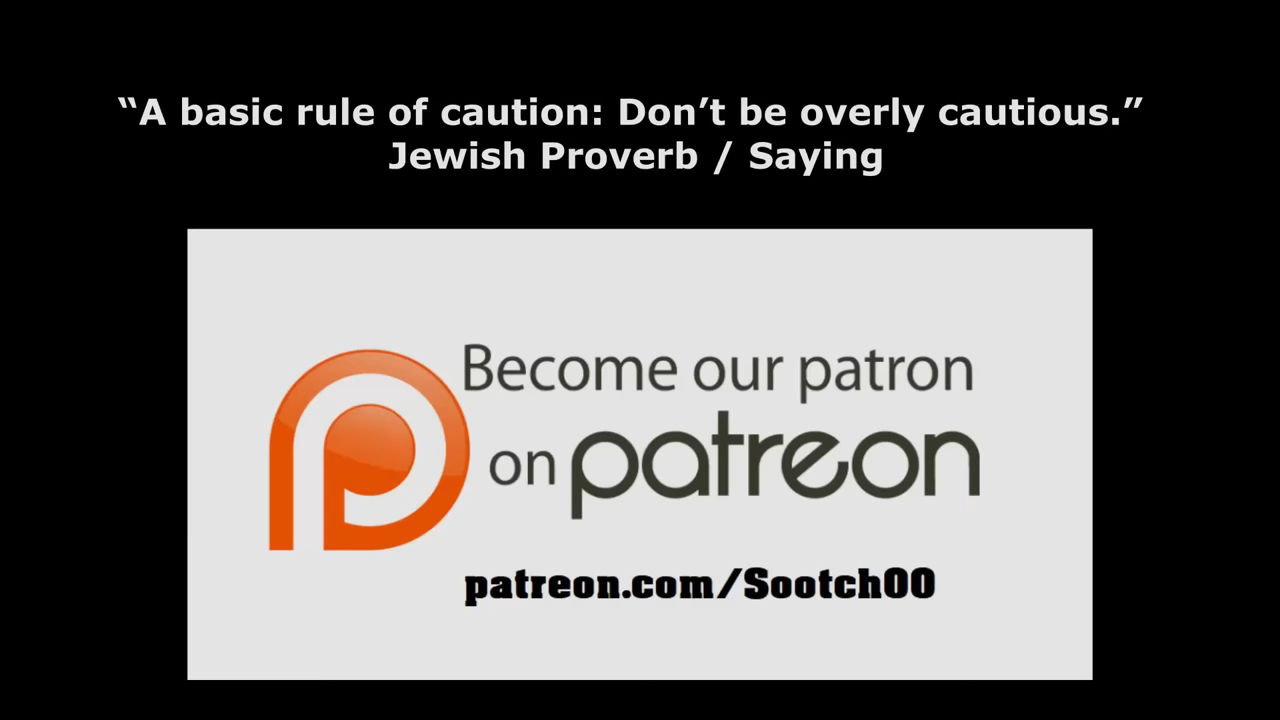 “A basic rule of caution: Don’t be overly cautious.”
Jewish Proverb / Saying
Become our patron
on patreon
patreon.com/Sootch00